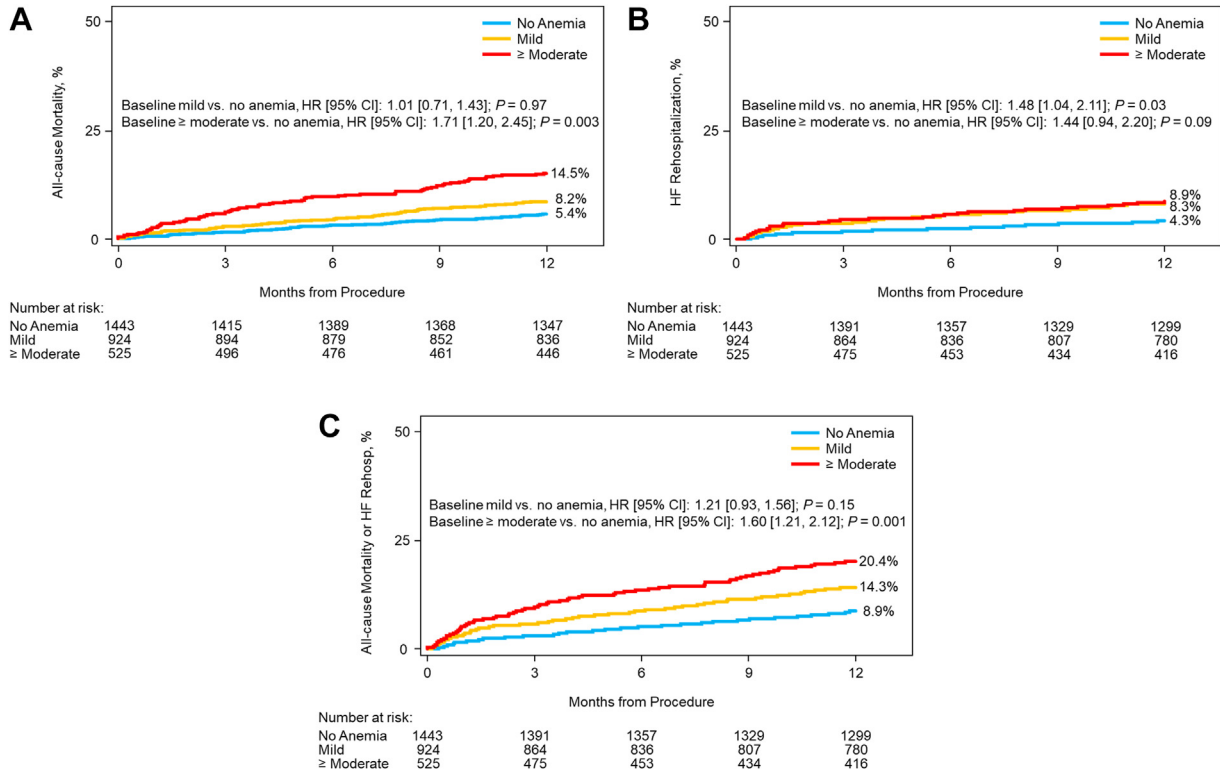 A
50
No Anemia
Mild
≥ Moderate
All-cause Mortality, %
Baseline mild vs. no anemia, HR [95% CI]: 1.01 [0.71, 1.43]; P = 0.97
Baseline ≥ moderate vs. no anemia, HR [95% CI]: 1.71 [1.20, 2.45]; P = 0.003
25
14.5%
8.2%
5.4%
0
0 3 6 9 12
Months from Procedure
Number at risk:
No Anemia 1443 1415 1389 1368 1347
Mild 924 894 879 852 836
≥ Moderate 525 496 476 461 446
B
50
No Anemia
Mild
≥ Moderate
HF Rehospitalization, %
Baseline mild vs. no anemia, HR [95% CI]: 1.48 [1.04, 2.11]; P = 0.03
Baseline ≥ moderate vs. no anemia, HR [95% CI]: 1.44 [0.94, 2.20]; P = 0.09
25
8.9%
8.3%
4.3%
0
0 3 6 9 12
Months from Procedure
Number at risk:
No Anemia 1443 1391 1357 1329 1299
Mild 924 864 836 807 780
≥ Moderate 525 475 453 434 416
C
50
No Anemia
Mild
≥ Moderate
All-cause Mortality or HF Rehosp, %
Baseline mild vs. no anemia, HR [95% CI]: 1.21 [0.93, 1.56]; P = 0.15
Baseline ≥ moderate vs. no anemia, HR [95% CI]: 1.60 [1.21, 2.12]; P = 0.001
25
20.4%
14.3%
8.9%
0
0 3 6 9 12
Months from Procedure
Number at risk:
No Anemia 1443 1391 1357 1329 1299
Mild 924 864 836 807 780
≥ Moderate 525 475 453 434 416